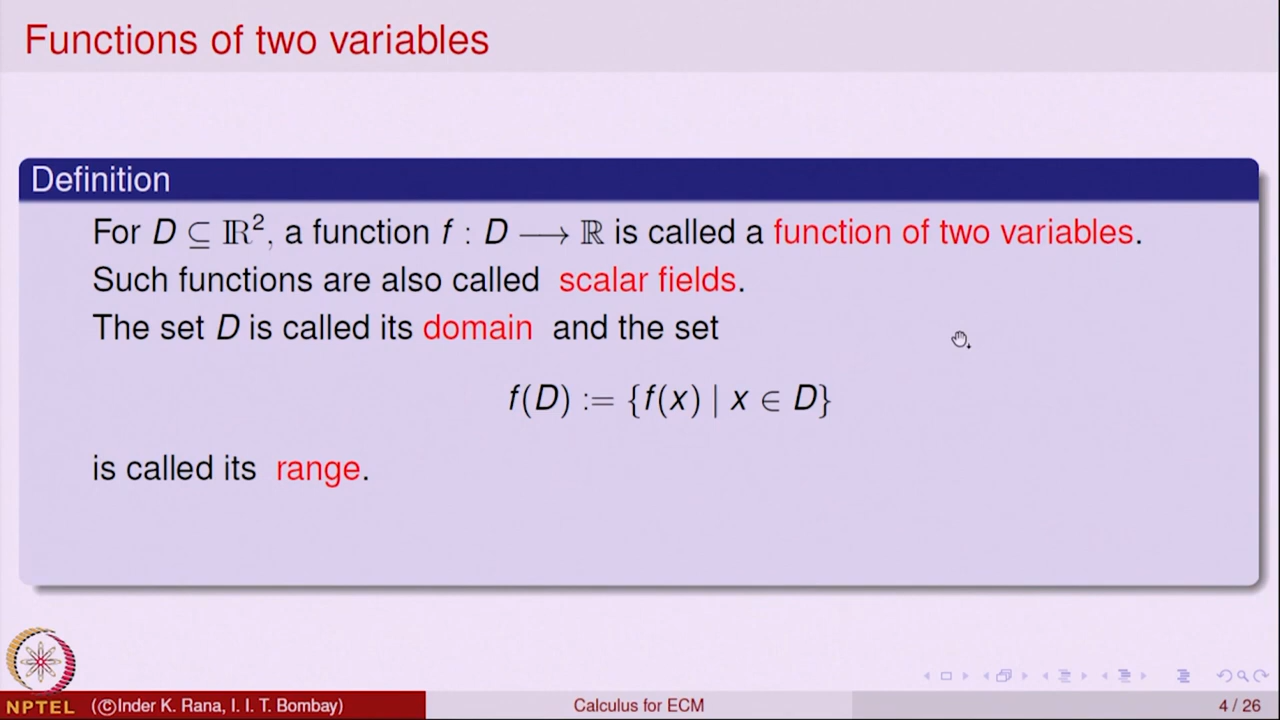 Functions of two variables
Definition
For D ⊆ ℝ², a function f : D ⟶ ℝ is called a function of two variables.
Such functions are also called scalar fields.
The set D is called its domain and the set
f(D) := {f(x) | x ∈ D}
is called its range.
NPTEL (©Inder K. Rana, I. I. T. Bombay) Calculus for ECM 4 / 26